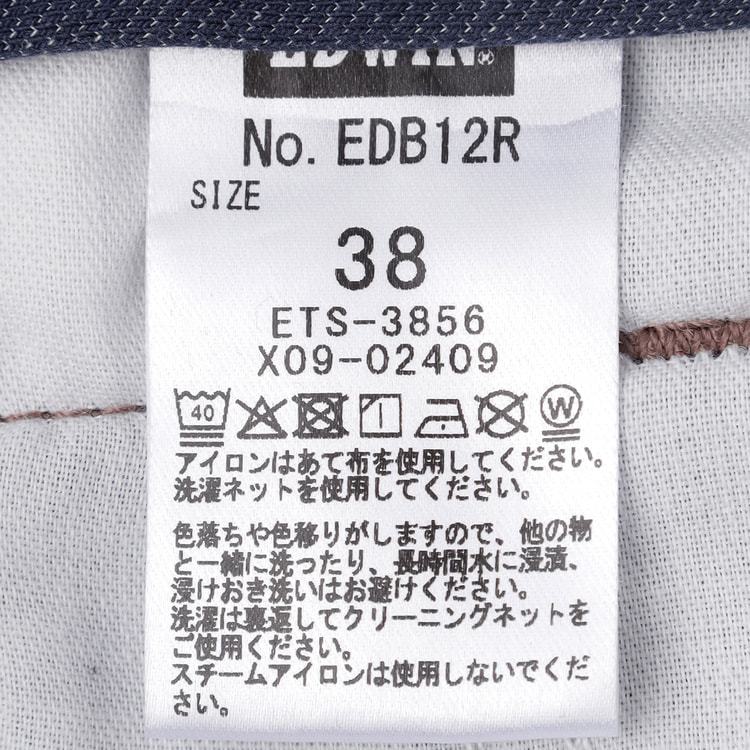 EDWIN®
No. EDB12R
SIZE
38
ETS-3856
X09-02409
40 W
アイロンはあて布を使用してください。
洗濯ネットを使用してください。
色落ちや色移りがしますので、他の物
と一緒に洗ったり、長時間水に浸漬、
浸けおき洗いはお避けください。
洗濯は裏返してクリーニングネットを
ご使用ください。
スチームアイロンは使用しないでくだ
さい。